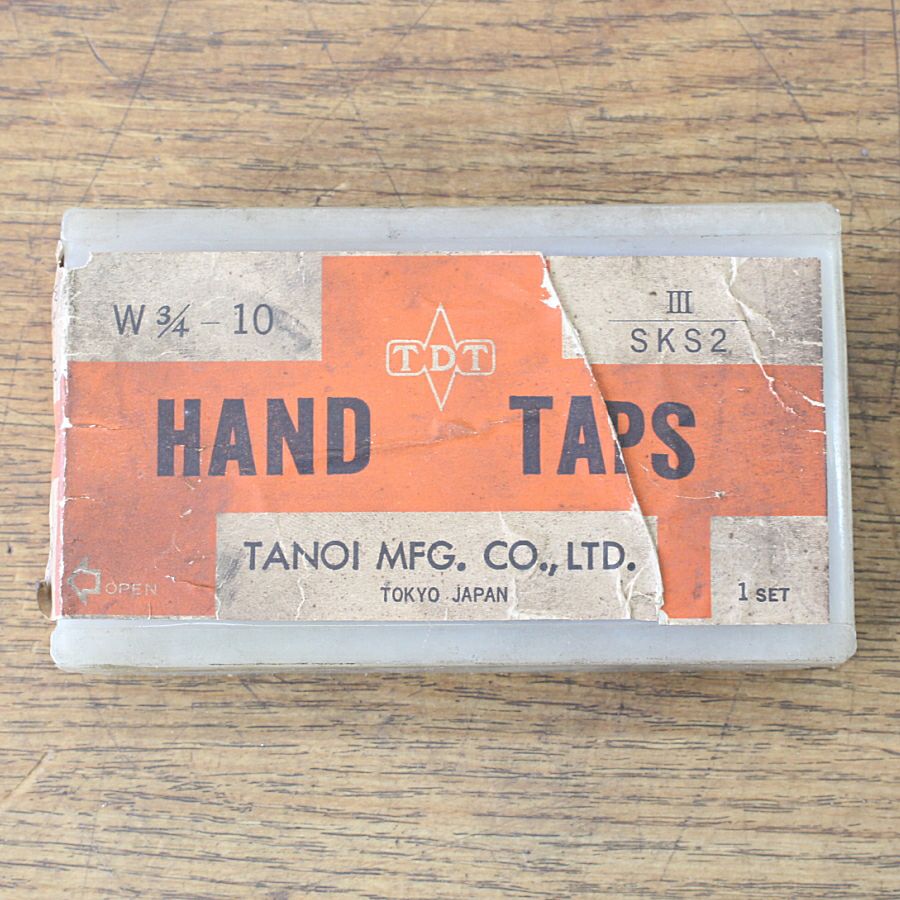 W 3/4 - 10
III
SKS2
TDT
HAND TAPS
TANOI MFG. CO., LTD.
TOKYO JAPAN
OPEN
1 SET